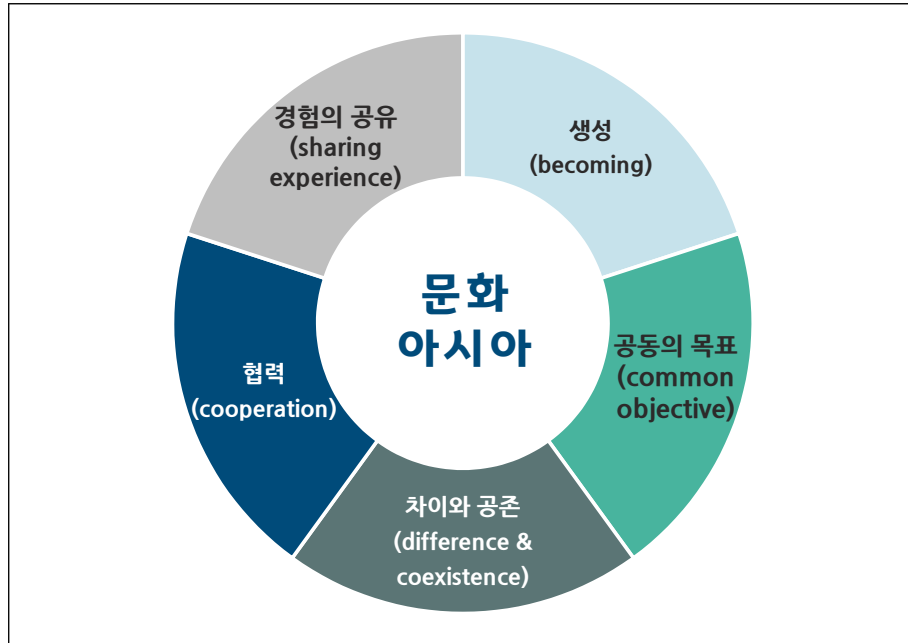 경험의 공유
(sharing
experience)
생성
(becoming)
문화
아시아
협력
(cooperation)
공동의 목표
(common
objective)
차이와 공존
(difference &
coexistence)